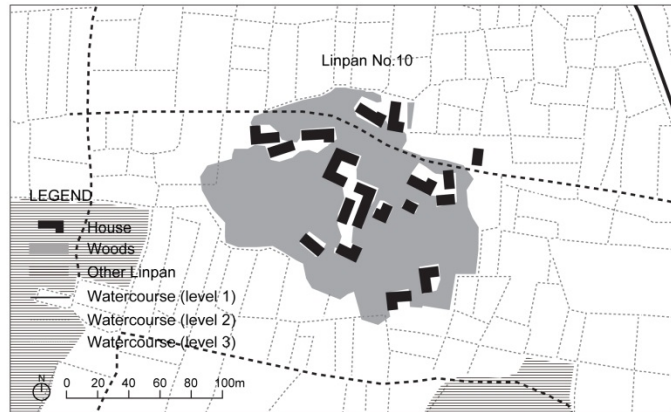 Linpan No.10
LEGEND
House
Woods
Other Linpan
Watercourse (level 1)
Watercourse (level 2)
Watercourse (level 3)
N
0 20 40 60 80 100m